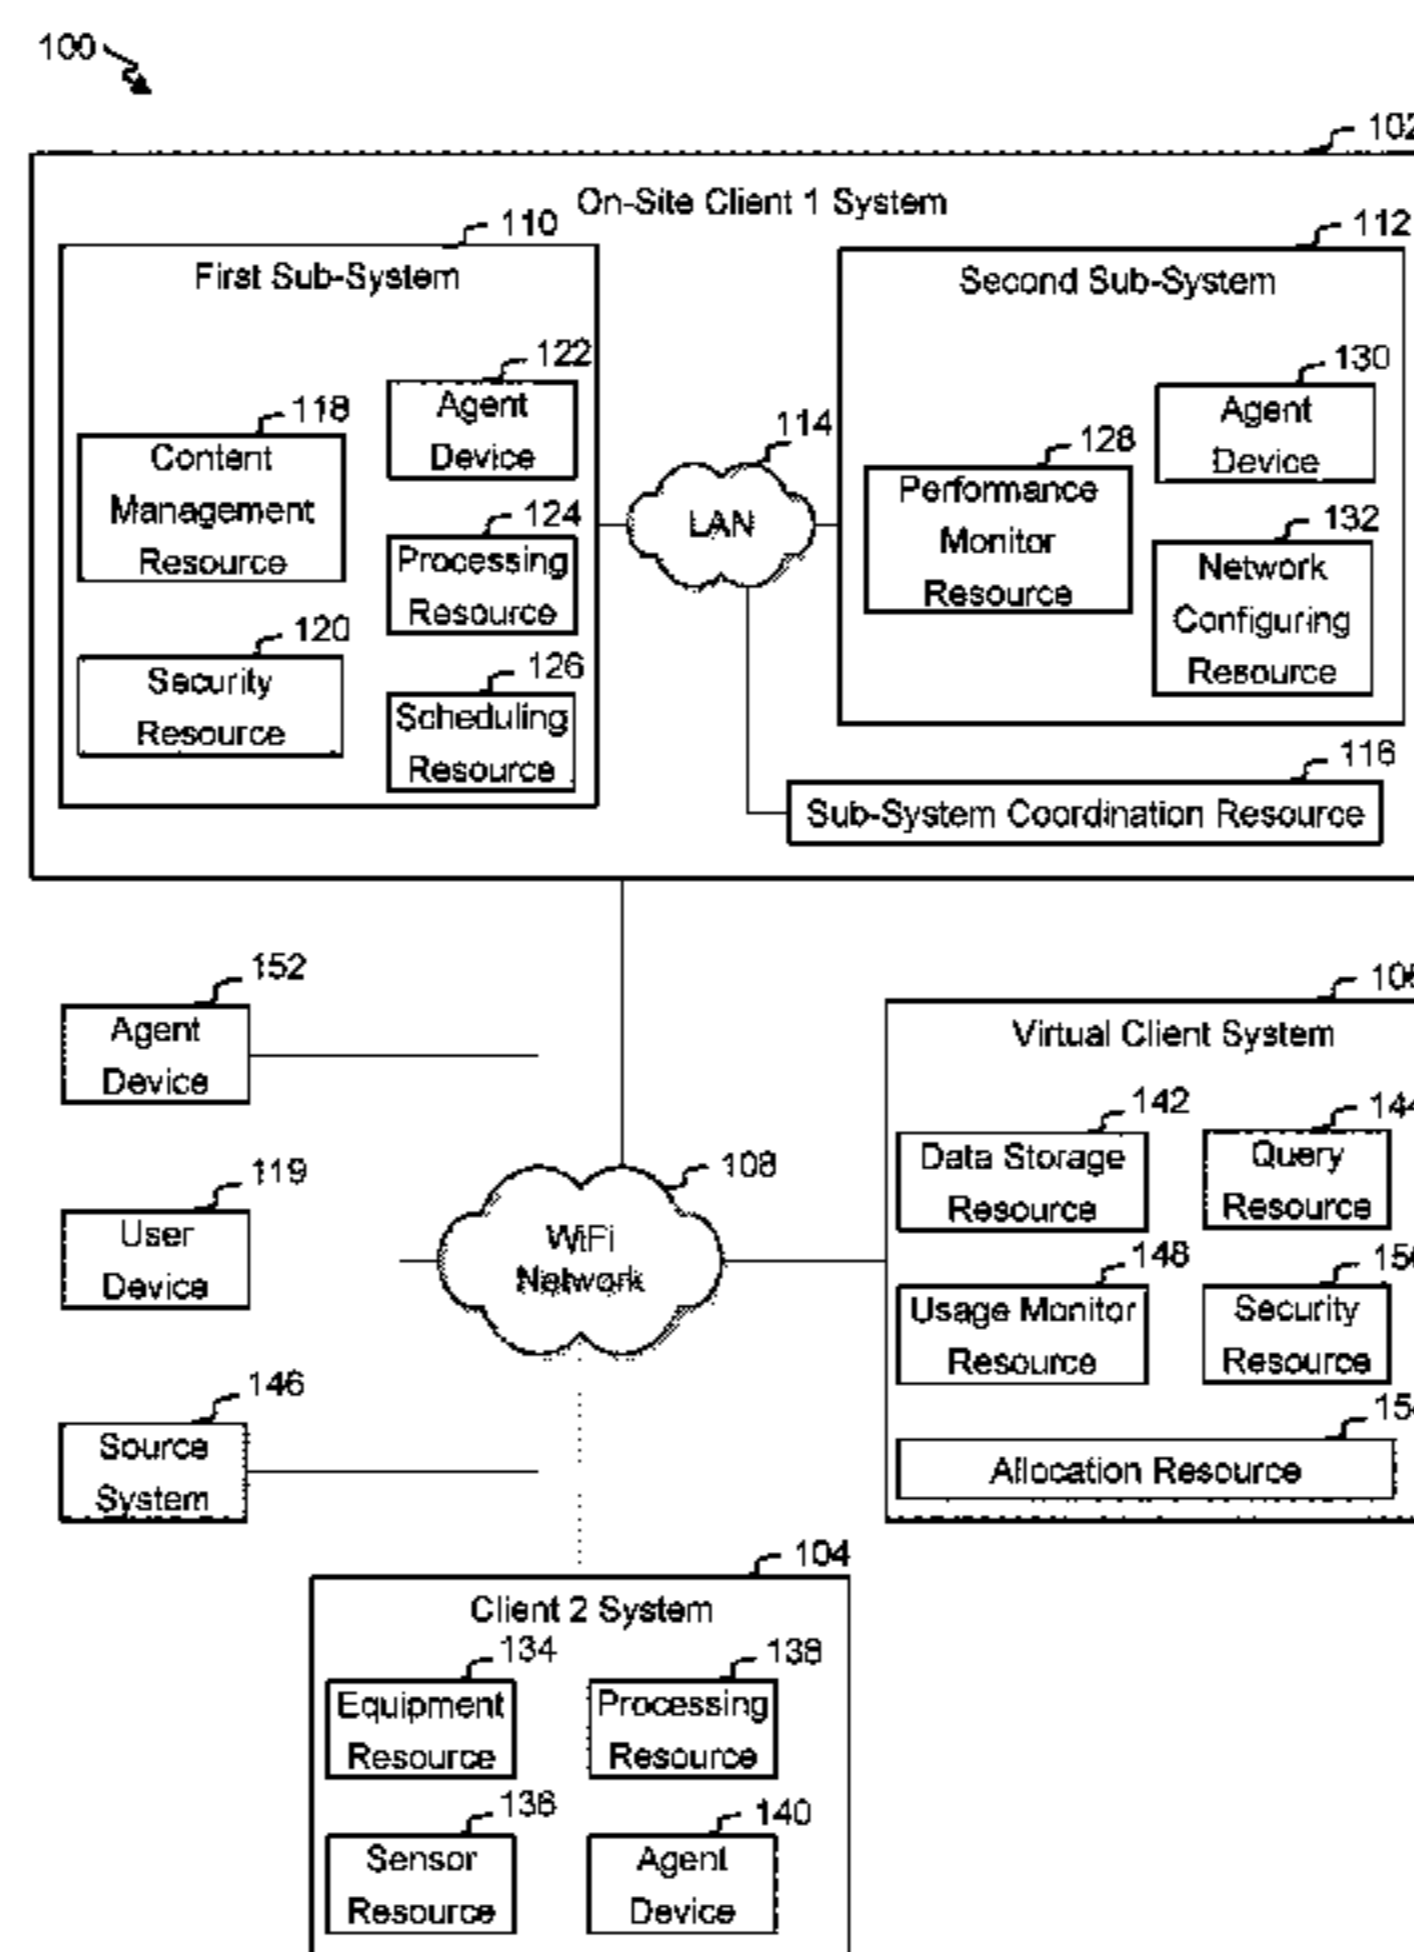 100
102
On-Site Client 1 System
110
First Sub-System
112
Second Sub-System
122
Agent
Device
118
Content
Management
Resource
124
Processing
Resource
120
Security
Resource
126
Scheduling
Resource
114
LAN
130
Agent
Device
128
Performance
Monitor
Resource
132
Network
Configuring
Resource
116
Sub-System Coordination Resource
152
Agent
Device
119
User
Device
146
Source
System
108
WiFi
Network
Virtual Client System
142
Data Storage
Resource
144
Query
Resource
148
Usage Monitor
Resource
150
Security
Resource
Allocation Resource
104
Client 2 System
134
Equipment
Resource
138
Processing
Resource
136
Sensor
Resource
140
Agent
Device